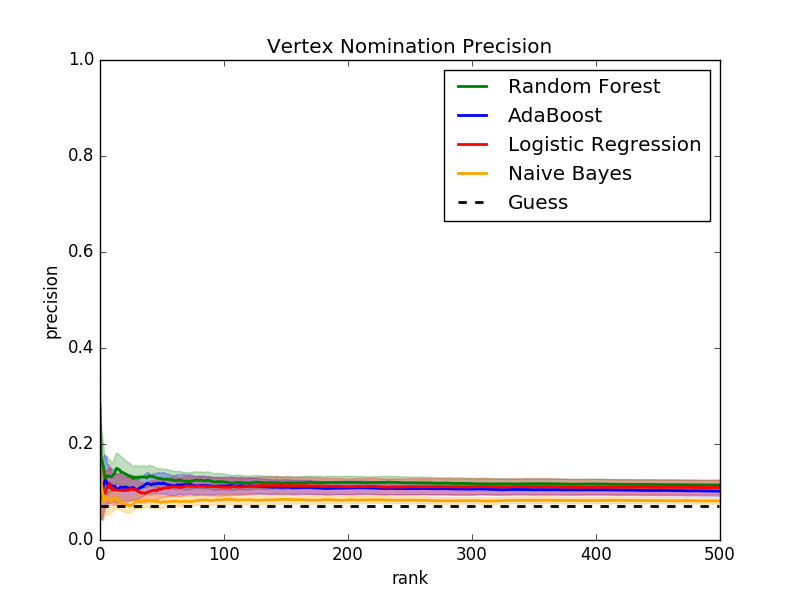 Vertex Nomination Precision
1.0
0.8
0.6
0.4
0.2
0.0
precision
Random Forest
AdaBoost
Logistic Regression
Naive Bayes
Guess
0 100 200 300 400 500
rank